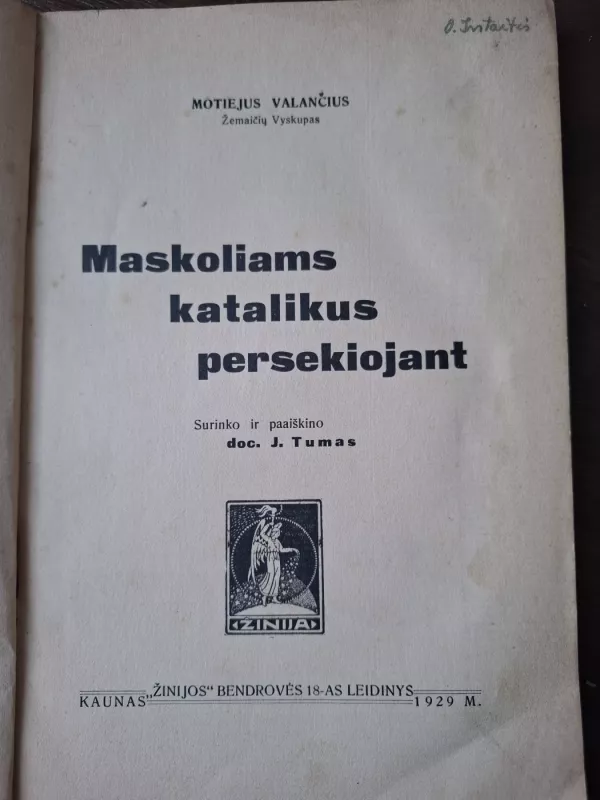 MOTIEJUS VALANČIUS
Žemaičių Vyskupas
Maskoliams
katalikus
persekiojant
Surinko ir paaiškino
doc. J. Tumas
ŽINIJA
KAUNAS „ŽINIJOS“ BENDROVĖS 18-AS LEIDINYS 1929 M.